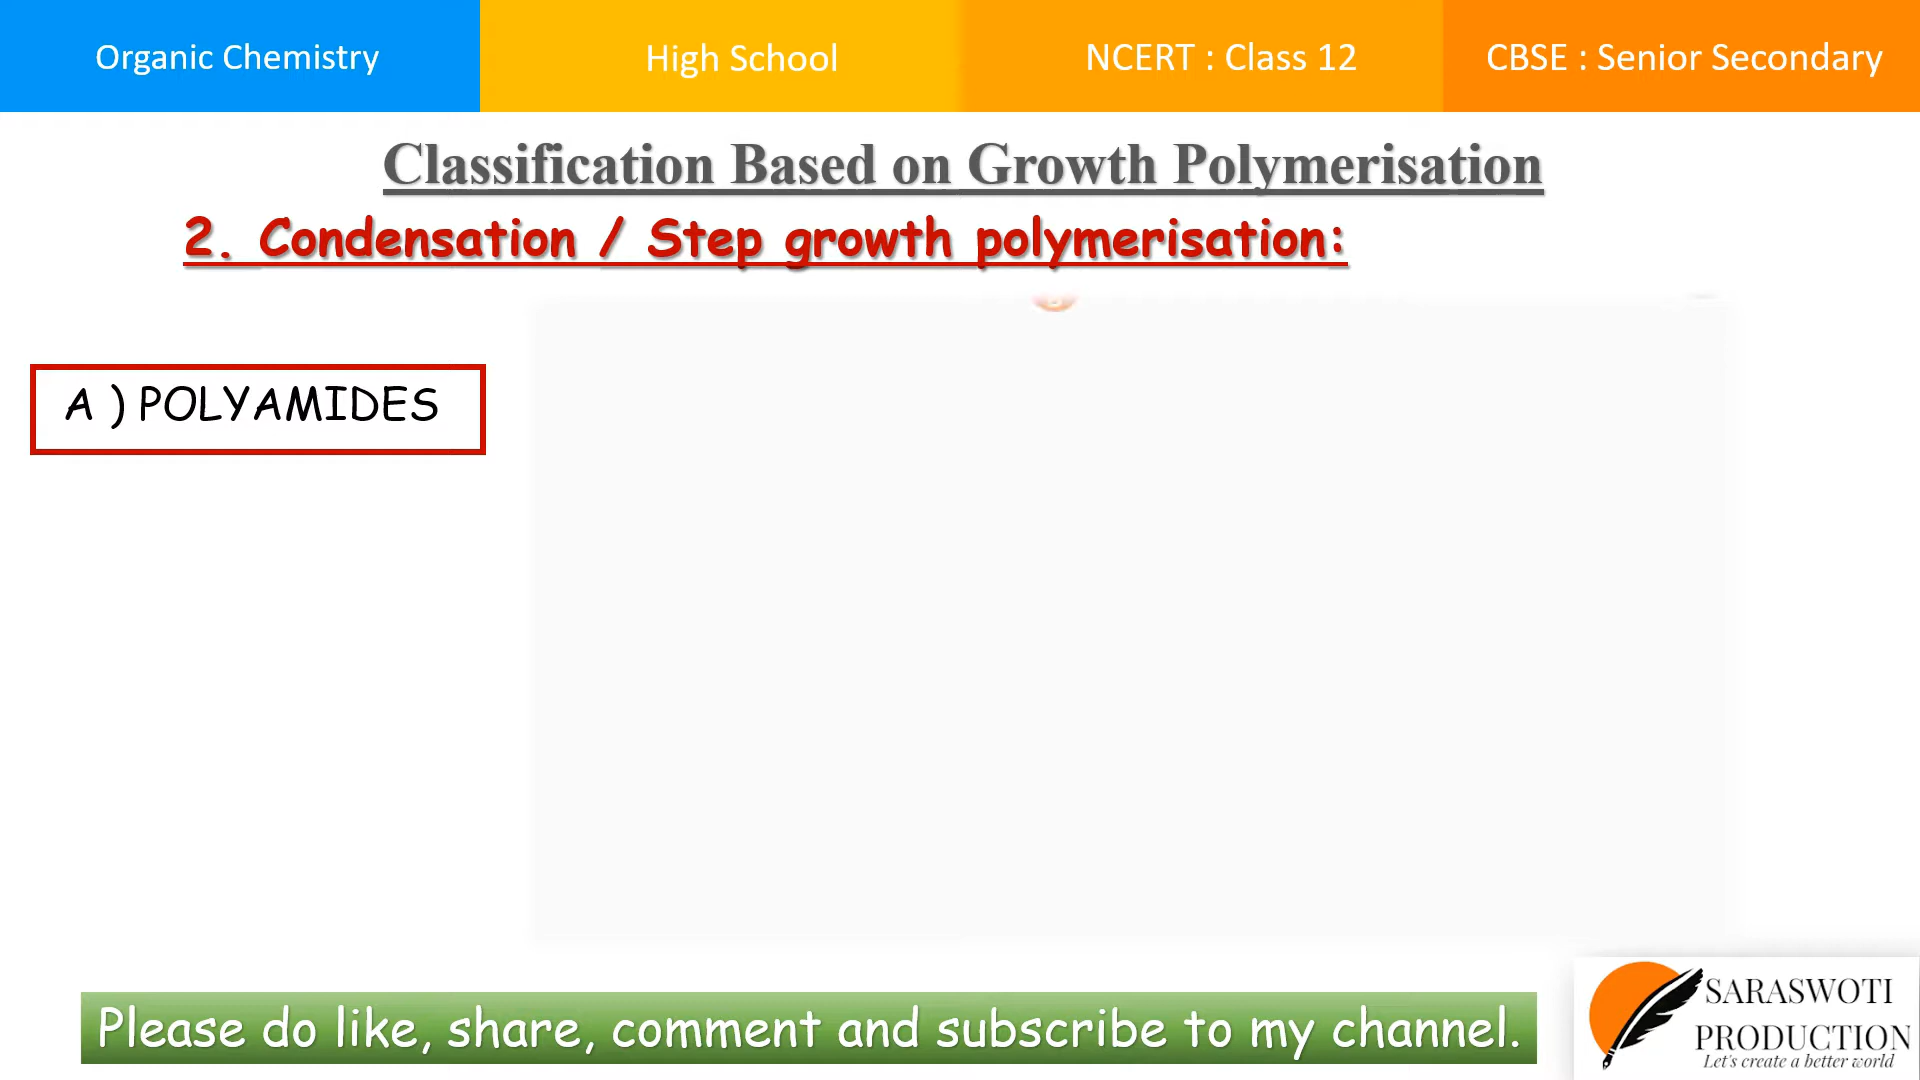 Organic Chemistry
High School
NCERT : Class 12
CBSE : Senior Secondary
Classification Based on Growth Polymerisation
2. Condensation / Step growth polymerisation:
A ) POLYAMIDES
Please do like, share, comment and subscribe to my channel.
SARASWOTI
PRODUCTION
Let's create a better world